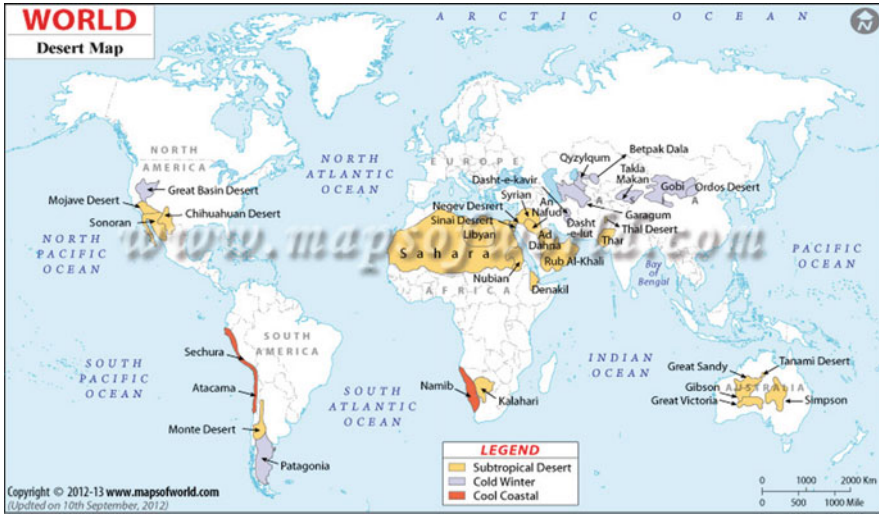 WORLD
Desert Map
ARCTIC OCEAN
NORTH
AMERICA
NORTH
ATLANTIC
OCEAN
EUROPE
Qyzylqum
Betpak Dala
Takla
Makan
Gobi
Ordos Desert
Dasht-e-kavir
Syrian
An
Nafud
Garagum
Great Basin Desert
Mojave Desert
Chihuahuan Desert
Sonoran
Negev Desrert
Sinai Desrert
Libyan
Ad
Danna
Dasht
-e-lut
Thal Desert
Thar
www.mapsofworld.com
NORTH
PACIFIC
OCEAN
Sahara
Rub Al-Khali
Nubian
Denakil
AFRICA
Bay
of
Bengal
PACIFIC
OCEAN
SOUTH
AMERICA
Sechura
Atacama
SOUTH
PACIFIC
OCEAN
SOUTH
ATLANTIC
OCEAN
INDIAN
OCEAN
Namib
Kalahari
Great Sandy
Tanami Desert
Gibson
AUSTRALIA
Great Victoria
Simpson
Monte Desert
Patagonia
LEGEND
Subtropical Desert
Cold Winter
Cool Coastal
0 1000 2000 Km
0 500 1000 Mile
Copyright © 2012-13 www.mapsofworld.com
(Updted on 10th September, 2012)